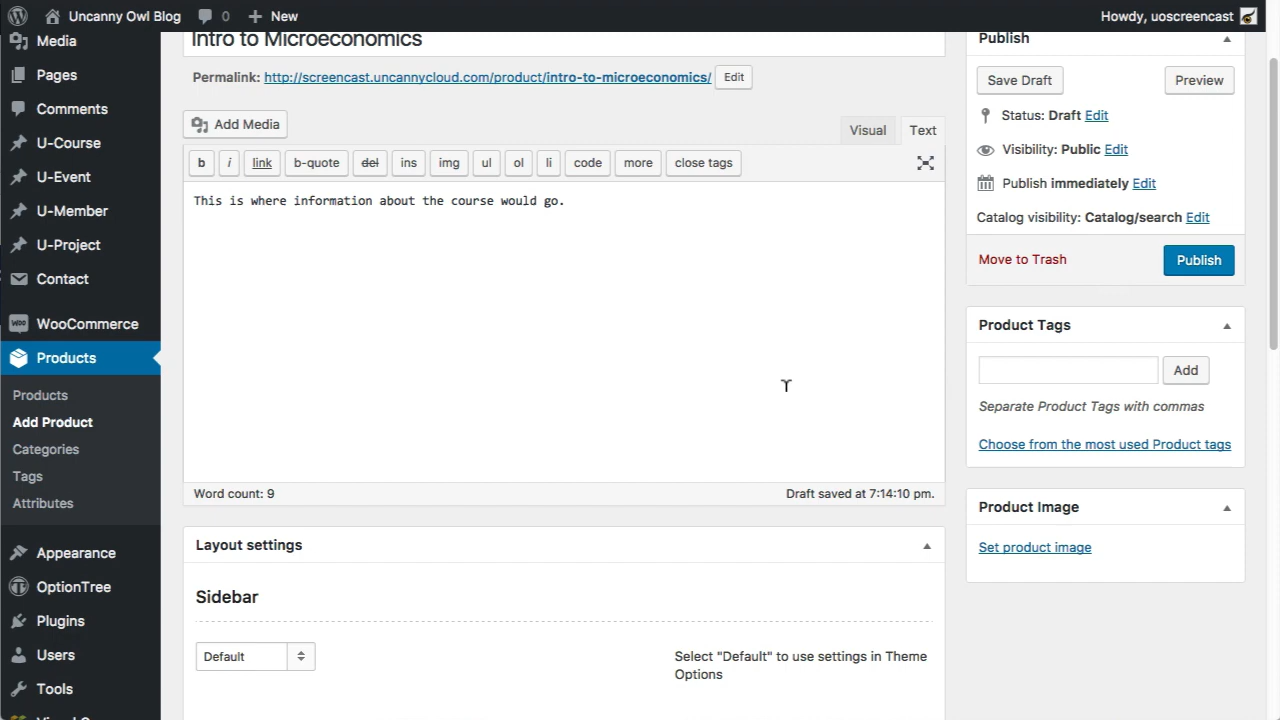 Uncanny Owl Blog 0 New Howdy, uoscreencast
Media
Pages
Comments
U-Course
U-Event
U-Member
U-Project
Contact
WooCommerce
Products
Products
Add Product
Categories
Tags
Attributes
Appearance
OptionTree
Plugins
Users
Tools
Intro to Microeconomics
Permalink: http://screencast.uncannycloud.com/product/intro-to-microeconomics/ Edit
Add Media
Visual Text
b i link b-quote del ins img ul ol li code more close tags
This is where information about the course would go.
Word count: 9 Draft saved at 7:14:10 pm.
Layout settings
Sidebar
Default
Select "Default" to use settings in Theme
Options
Publish
Save Draft Preview
Status: Draft Edit
Visibility: Public Edit
Publish immediately Edit
Catalog visibility: Catalog/search Edit
Move to Trash Publish
Product Tags
Add
Separate Product Tags with commas
Choose from the most used Product tags
Product Image
Set product image